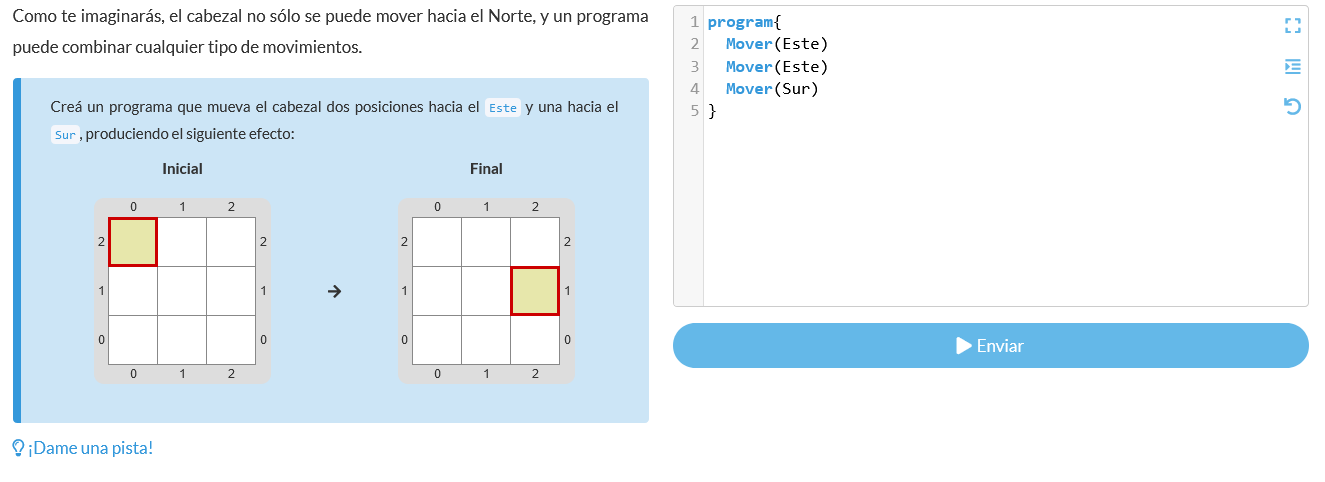 Como te imaginarás, el cabezal no sólo se puede mover hacia el Norte, y un programa
puede combinar cualquier tipo de movimientos.
Creá un programa que mueva el cabezal dos posiciones hacia el Este y una hacia el
Sur, produciendo el siguiente efecto:
Inicial
0 1 2
2 2
1 1
0 0
0 1 2
Final
0 1 2
2 2
1 1
0 0
0 1 2
¡Dame una pista!
1 program{
2 Mover(Este)
3 Mover(Este)
4 Mover(Sur)
5 }
Enviar